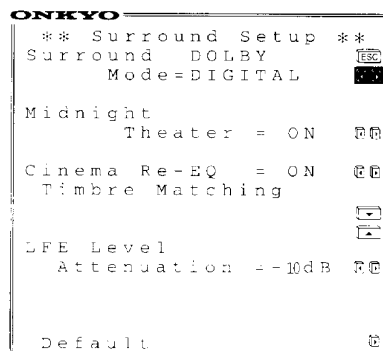 ONKYO
** Surround Setup **
Surround DOLBY ESC
Mode=DIGITAL
Midnight
Theater = ON
Cinema Re-EQ = ON
Timbre Matching
LFE Level
Attenuation =-10dB
Default